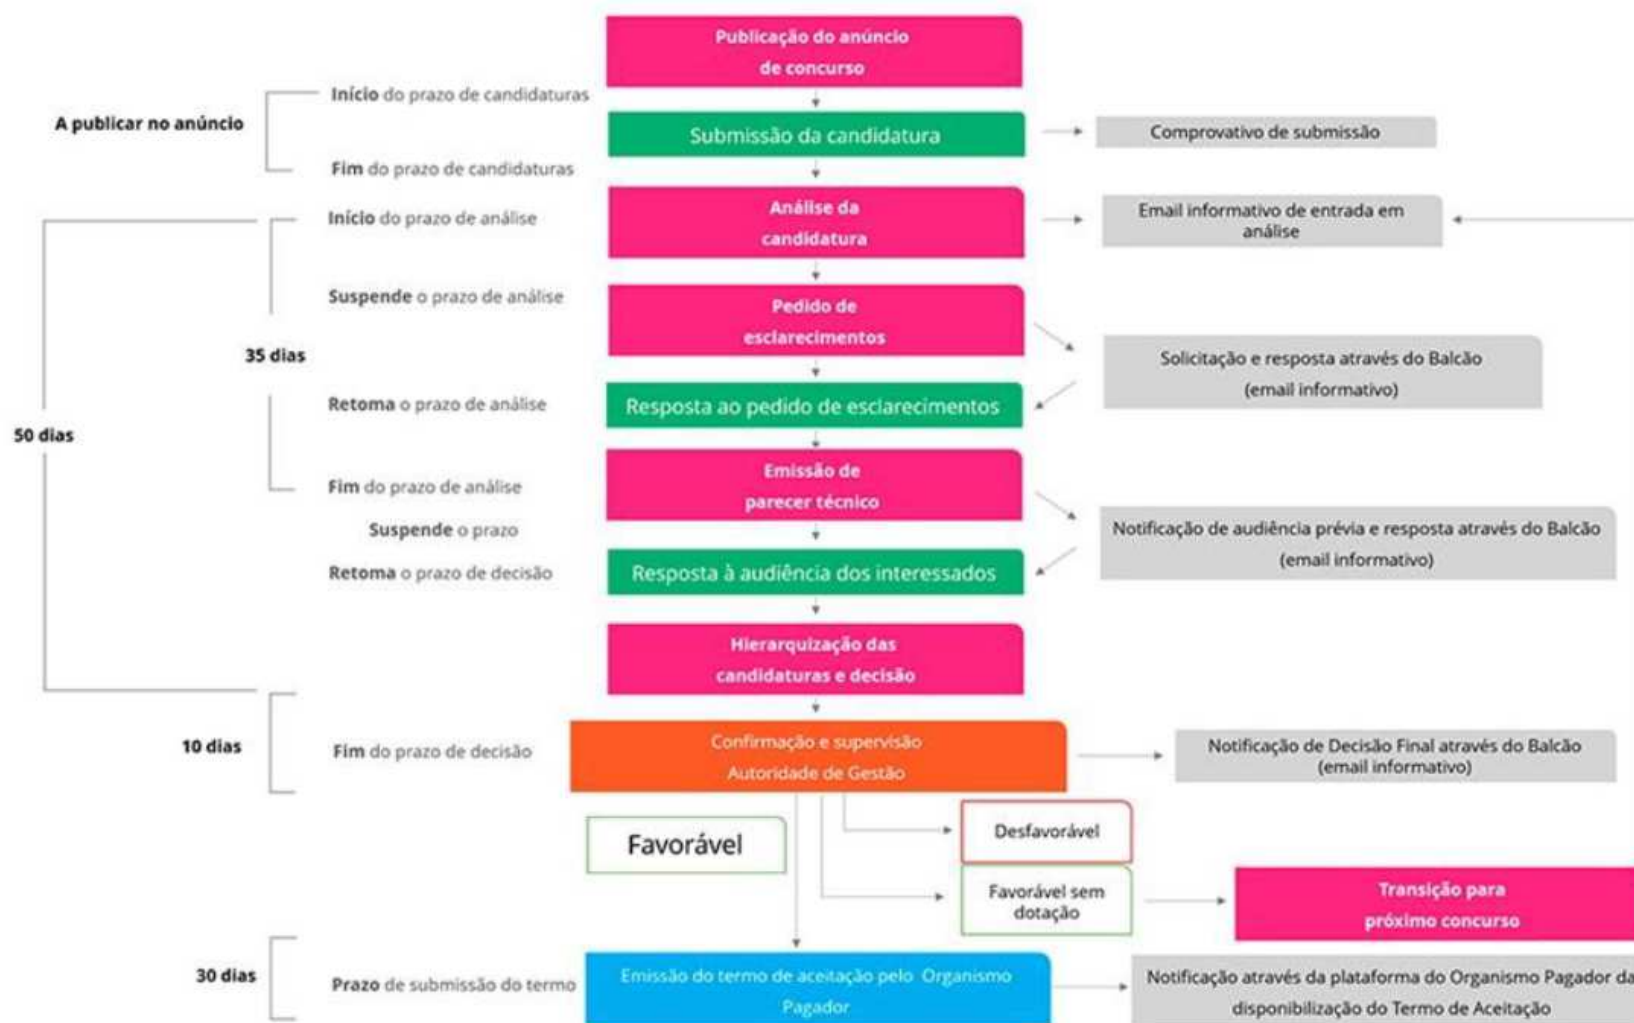 Publicação do anúncio
de concurso
Início do prazo de candidaturas
A publicar no anúncio
Submissão da candidatura
Comprovativo de submissão
Fim do prazo de candidaturas
Início do prazo de análise
Análise da
candidatura
Email informativo de entrada em
análise
Suspende o prazo de análise
Pedido de
esclarecimentos
35 dias
Solicitação e resposta através do Balcão
(email informativo)
Retoma o prazo de análise
Resposta ao pedido de esclarecimentos
50 dias
Emissão de
parecer técnico
Fim do prazo de análise
Suspende o prazo
Notificação de audiência prévia e resposta através do Balcão
(email informativo)
Retoma o prazo de decisão
Resposta à audiência dos interessados
Hierarquização das
candidaturas e decisão
10 dias
Fim do prazo de decisão
Confirmação e supervisão
Autoridade de Gestão
Notificação de Decisão Final através do Balcão
(email informativo)
Favorável
Desfavorável
Favorável sem
dotação
Transição para
próximo concurso
30 dias
Prazo de submissão do termo
Emissão do termo de aceitação pelo Organismo
Pagador
Notificação através da plataforma do Organismo Pagador da
disponibilização do Termo de Aceitação